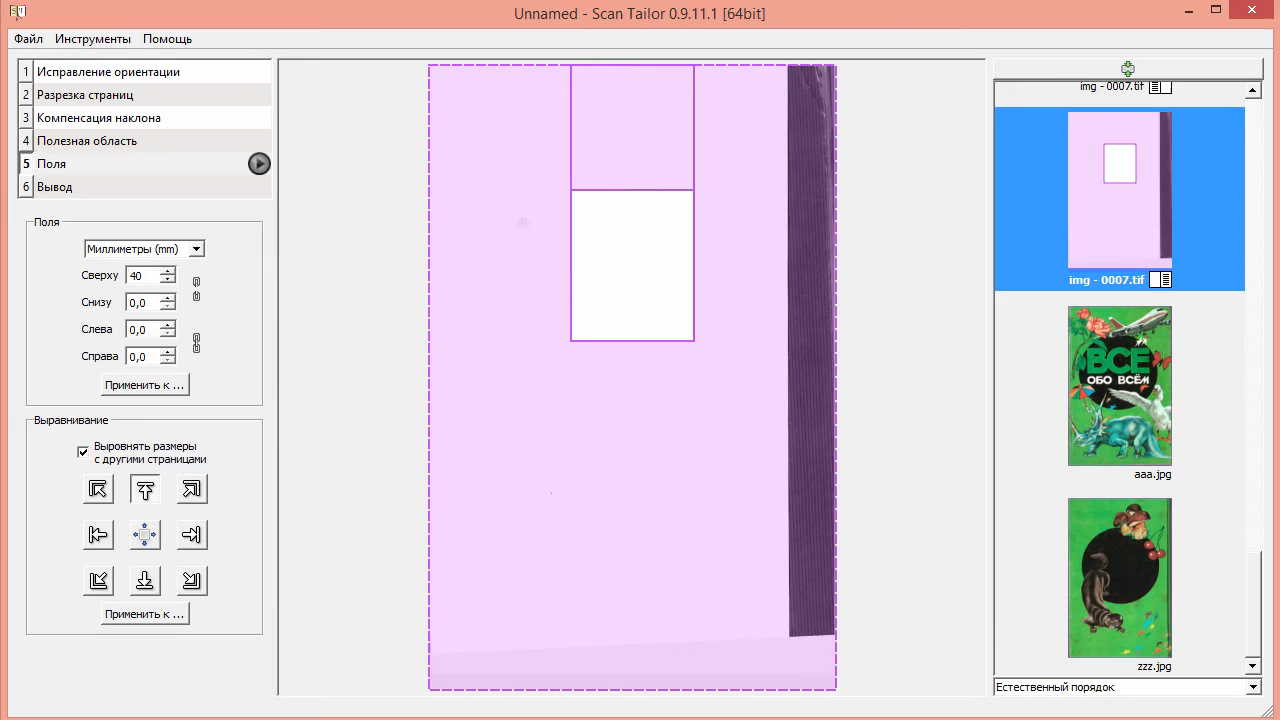 Unnamed - Scan Tailor 0.9.11.1 [64bit]
Файл Инструменты Помощь
1 Исправление ориентации
2 Разрезка страниц
3 Компенсация наклона
4 Полезная область
5 Поля
6 Вывод
Поля
Миллиметры (mm)
Сверху 40
Снизу 0,0
Слева 0,0
Справа 0,0
Применить к ...
Выравнивание
Выровнять размеры
с другими страницами
Применить к ...
img - 0007.tif
img - 0007.tif
ВСЕ
ОБО ВСЁМ
aaa.jpg
zzz.jpg
Естественный порядок